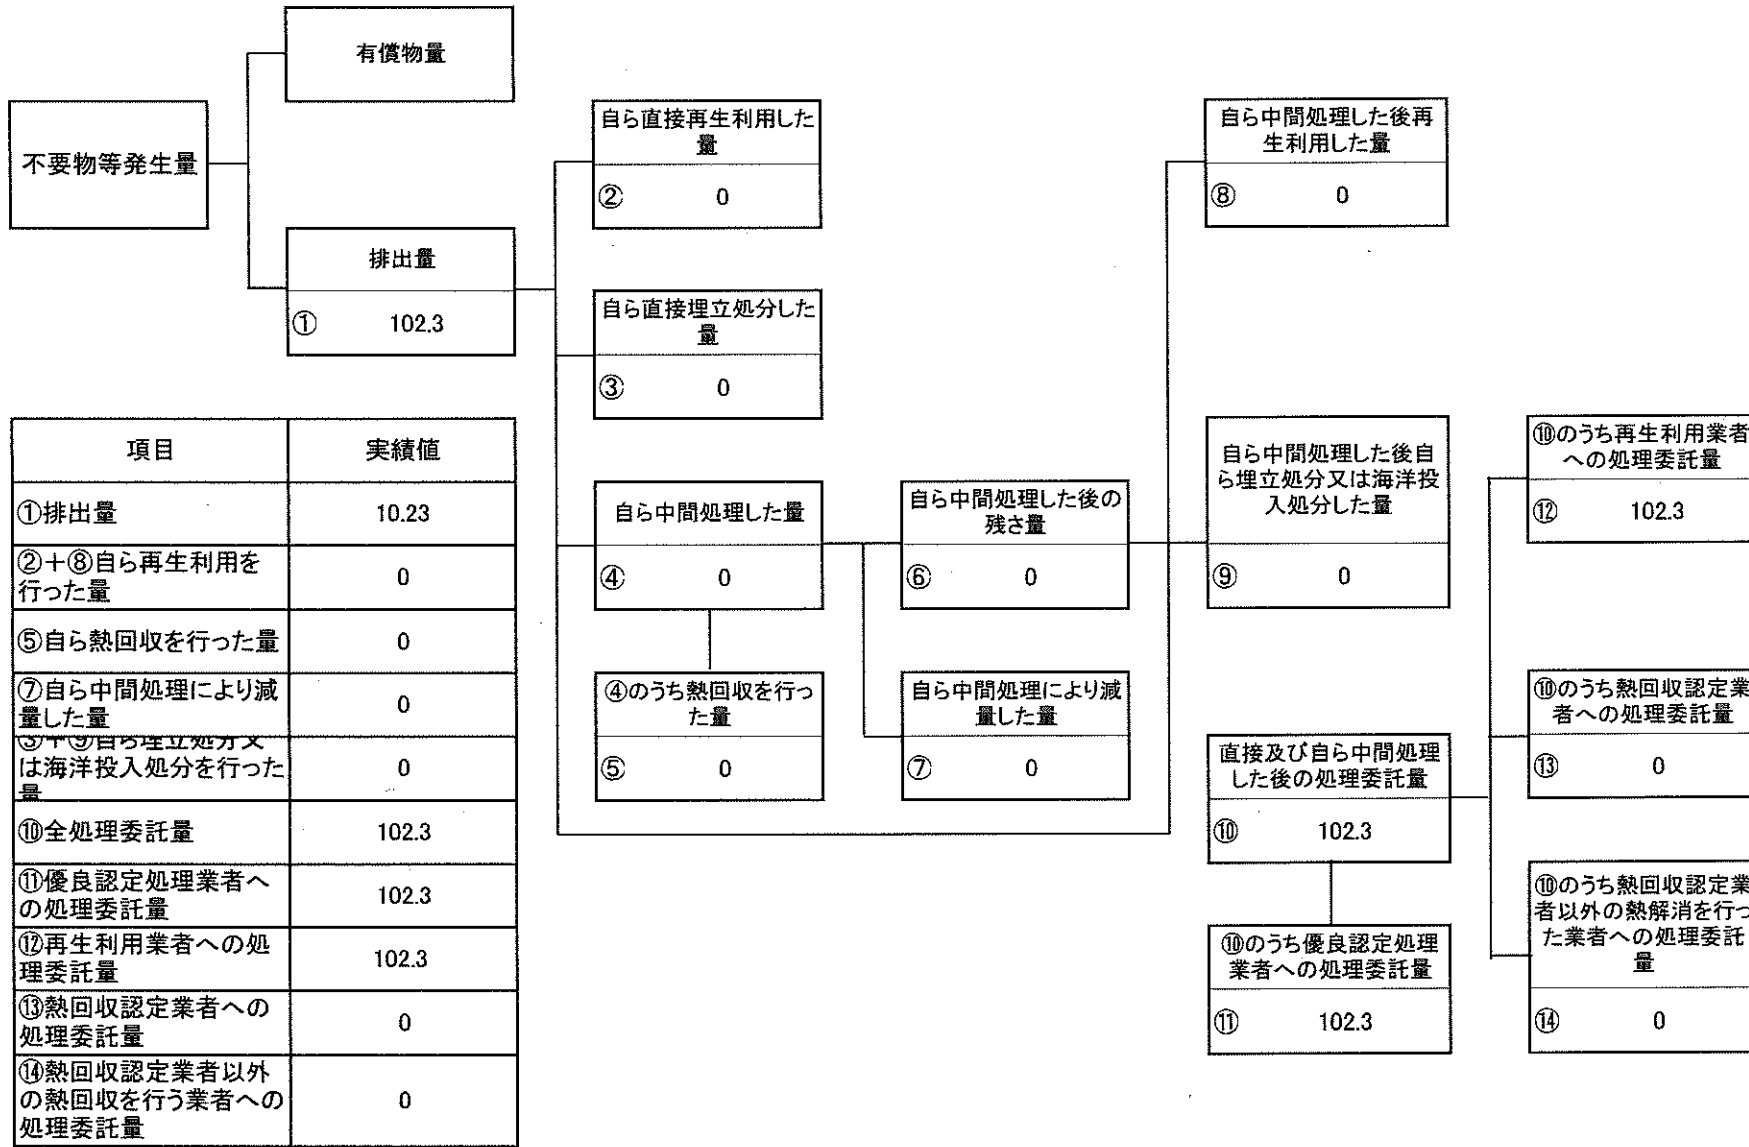 有償物量
不要物等発生量
排出量
① 102.3
自ら直接再生利用した
量
② 0
自ら直接埋立処分した
量
③ 0
自ら中間処理した量
④ 0
④のうち熱回収を行っ
た量
⑤ 0
自ら中間処理した後の
残さ量
⑥ 0
自ら中間処理により減
量した量
⑦ 0
自ら中間処理した後再
生利用した量
⑧ 0
自ら中間処理した後自
ら埋立処分又は海洋投
入処分した量
⑨ 0
直接及び自ら中間処理
した後の処理委託量
⑩ 102.3
⑩のうち優良認定処理
業者への処理委託量
⑪ 102.3
⑩のうち再生利用業者
への処理委託量
⑫ 102.3
⑩のうち熱回収認定業
者への処理委託量
⑬ 0
⑩のうち熱回収認定業
者以外の熱解消を行っ
た業者への処理委託
量
⑭ 0
項目 実績値
①排出量 10.23
②+⑧自ら再生利用を
行った量 0
⑤自ら熱回収を行った量 0
⑦自ら中間処理により減
量した量 0
③+⑨自ら埋立処分又
は海洋投入処分を行った 0
量
⑩全処理委託量 102.3
⑪優良認定処理業者へ
の処理委託量 102.3
⑫再生利用業者への処
理委託量 102.3
⑬熱回収認定業者への
処理委託量 0
⑭熱回収認定業者以外
の熱回収を行う業者への 0
処理委託量